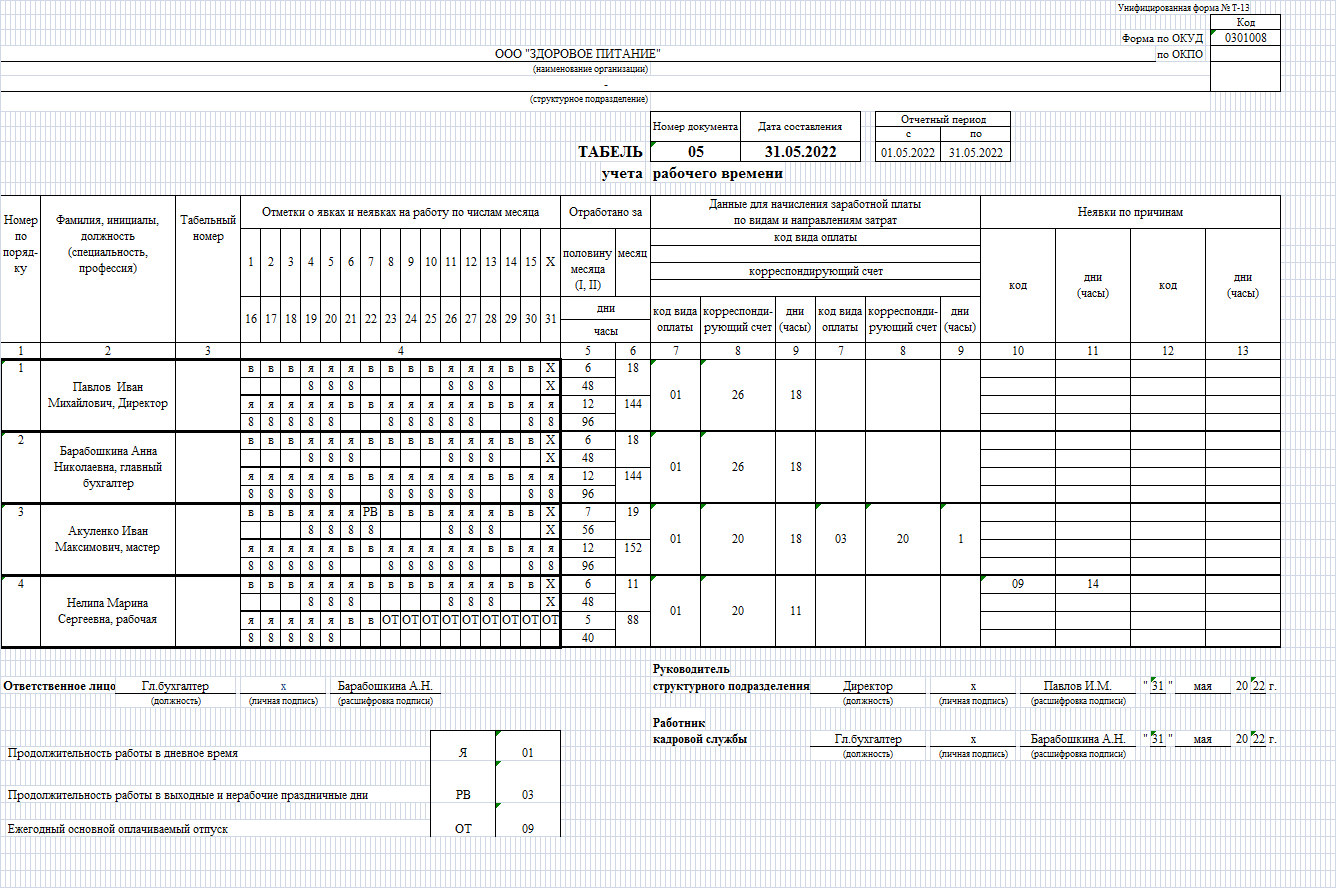 Унифицированная форма № Т-13
Код
Форма по ОКУД 0301008
ООО "ЗДОРОВОЕ ПИТАНИЕ" по ОКПО
(наименование организации)
-
(структурное подразделение)
Номер документа Дата составления Отчетный период
с по
ТАБЕЛЬ 05 31.05.2022 01.05.2022 31.05.2022
учета рабочего времени
Номер по поряд-ку Фамилия, инициалы, должность (специальность, профессия) Табельный номер Отметки о явках и неявках на работу по числам месяца Отработано за Данные для начисления заработной платы по видам и направлениям затрат Неявки по причинам
код вида оплаты
1 2 3 4 5 6 7 8 9 10 11 12 13 14 15 X половину месяца (I, II) месяц корреспондирующий счет код дни (часы) код дни (часы)
16 17 18 19 20 21 22 23 24 25 26 27 28 29 30 31 дни часы код вида оплаты корреспонди-рующий счет дни (часы) код вида оплаты корреспонди-рующий счет дни (часы)
1 2 3 4 5 6 7 8 9 7 8 9 10 11 12 13
1 Павлов Иван Михайлович, Директор в в в я я я в в в в я я я в в X 6 18 01 26 18
8 8 8 8 8 8 X 48
я я я я я в в я я я я я в в я я 12 144
8 8 8 8 8 8 8 8 8 8 8 8 96
2 Барабошкина Анна Николаевна, главный бухгалтер в в в я я я в в в в я я я в в X 6 18 01 26 18
8 8 8 8 8 8 X 48
я я я я я в в я я я я я в в я я 12 144
8 8 8 8 8 8 8 8 8 8 8 8 96
3 Акуленко Иван Максимович, мастер в в в я я я РВ в в в я я я в в X 7 19 01 20 18 03 20 1
8 8 8 8 8 8 8 X 56
я я я я я в в я я я я я в в я я 12 152
8 8 8 8 8 8 8 8 8 8 8 8 96
4 Нелипа Марина Сергеевна, рабочая в в в я я я в в в в я я я в в X 6 11 01 20 11 09 14
8 8 8 8 8 8 X 48
я я я я я в в ОТ ОТ ОТ ОТ ОТ ОТ ОТ ОТ ОТ 5 88
8 8 8 8 8 40
Руководитель
Ответственное лицо Гл.бухгалтер х Барабошкина А.Н. структурного подразделения Директор х Павлов И.М. " 31 " мая 20 22 г.
(должность) (личная подпись) (расшифровка подписи) (должность) (личная подпись) (расшифровка подписи)
Работник
кадровой службы Гл.бухгалтер х Барабошкина А.Н. " 31 " мая 20 22 г.
(должность) (личная подпись) (расшифровка подписи)
Продолжительность работы в дневное время Я 01
Продолжительность работы в выходные и нерабочие праздничные дни РВ 03
Ежегодный основной оплачиваемый отпуск ОТ 09